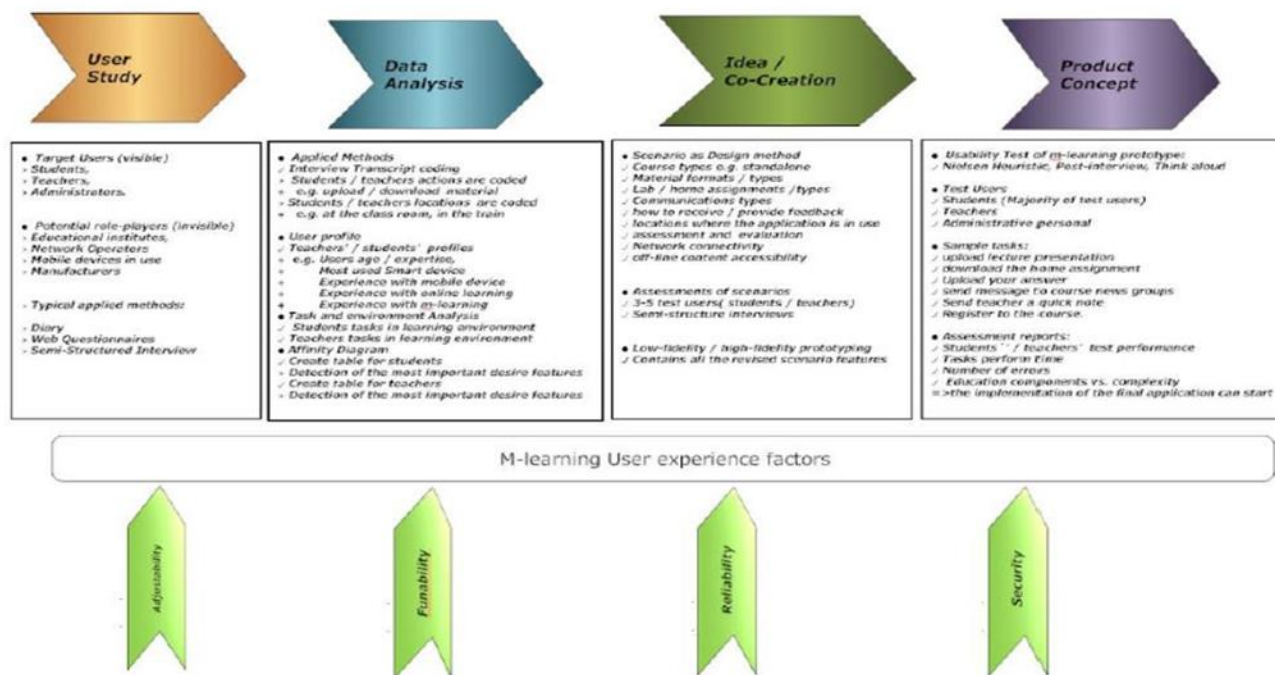 User
Study
Data
Analysis
Idea /
Co-Creation
Product
Concept
● Target Users (visible)
Students,
Teachers,
Administrators.
● Potential role-players (invisible)
Educational institutes,
Network Operators
Mobile devices in use
Manufacturers
Typical applied methods:
Diary
Web Questionnaires
Semi-Structured Interview
● Applied Methods
✓ Interview Transcript coding
Students / teachers actions are coded
e.g. upload / download material
Students / teachers locations are coded
e.g. at the class room, in the train
● User profile
✓ Teachers' / students' profiles
e.g. Users age / expertise,
Most used Smart device
Experience with mobile device
Experience with online learning
Experience with m-learning
● Task and environment Analysis
✓ Students tasks in learning environment
✓ Teachers tasks in learning environment
● Affinity Diagram
✓ Create table for students
Detection of the most important desire features
✓ Create table for teachers
Detection of the most important desire features
● Scenario as Design method
✓ Course types e.g. standalone
✓ Material formats / types
✓ Lab / home assignments /types
✓ Communications types
✓ how to receive / provide feedback
✓ locations where the application is in use
✓ assessment and evaluation
✓ Network connectivity
✓ off-line content accessibility
● Assessments of scenarios
✓ 3-5 test users( students / teachers)
✓ Semi-structure interviews
● Low-fidelity / high-fidelity prototyping
✓ Contains all the revised scenario features
● Usability Test of m-learning prototype:
✓ Nielsen Heuristic, Post-interview, Think aloud
● Test Users
✓ Students (Majority of test users)
✓ Teachers
✓ Administrative personal
● Sample tasks:
✓ upload lecture presentation
✓ download the home assignment
✓ Upload your answer
✓ send message to course news groups
✓ Send teacher a quick note
✓ Register to the course.
● Assessment reports:
✓ Students´´ / teachers´ test performance
✓ Tasks perform time
✓ Number of errors
✓ Education components vs. complexity
=>the implementation of the final application can start
M-learning User experience factors
Adjustability
Funability
Reliability
Security